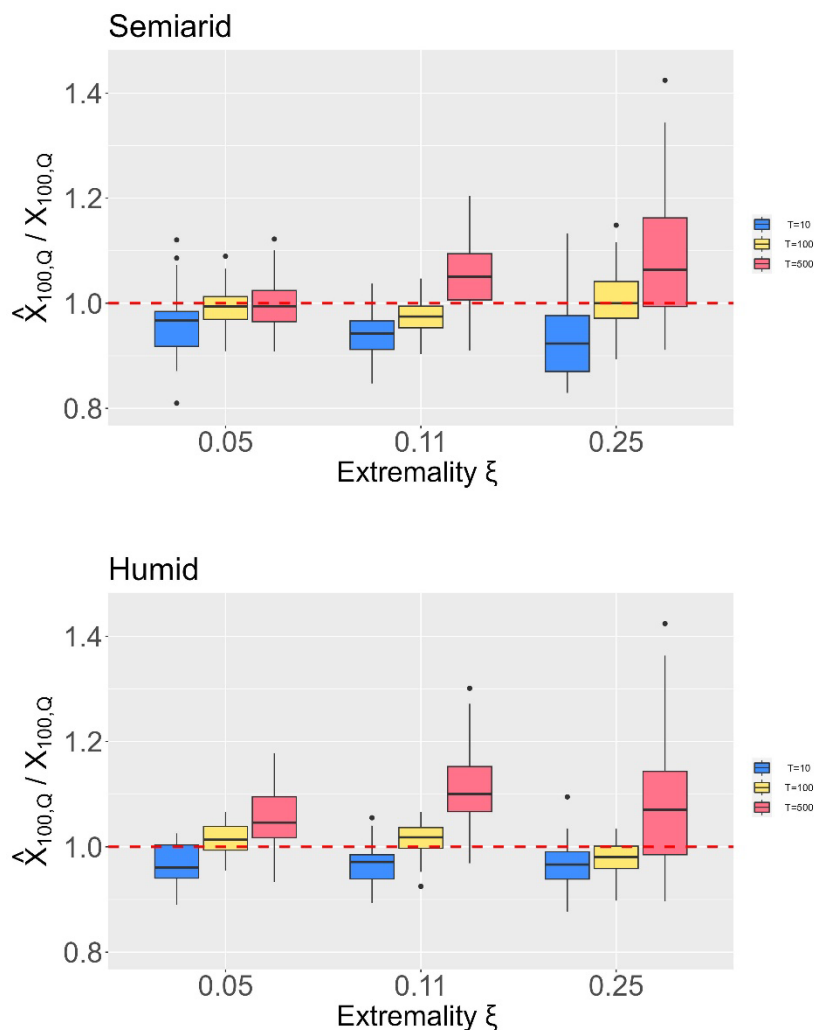 Semiarid
X̂100,Q / X100,Q
1.4
1.2
1.0
0.8
0.05 0.11 0.25
Extremality ξ
T=10
T=100
T=500
Humid
X̂100,Q / X100,Q
1.4
1.2
1.0
0.8
0.05 0.11 0.25
Extremality ξ
T=10
T=100
T=500